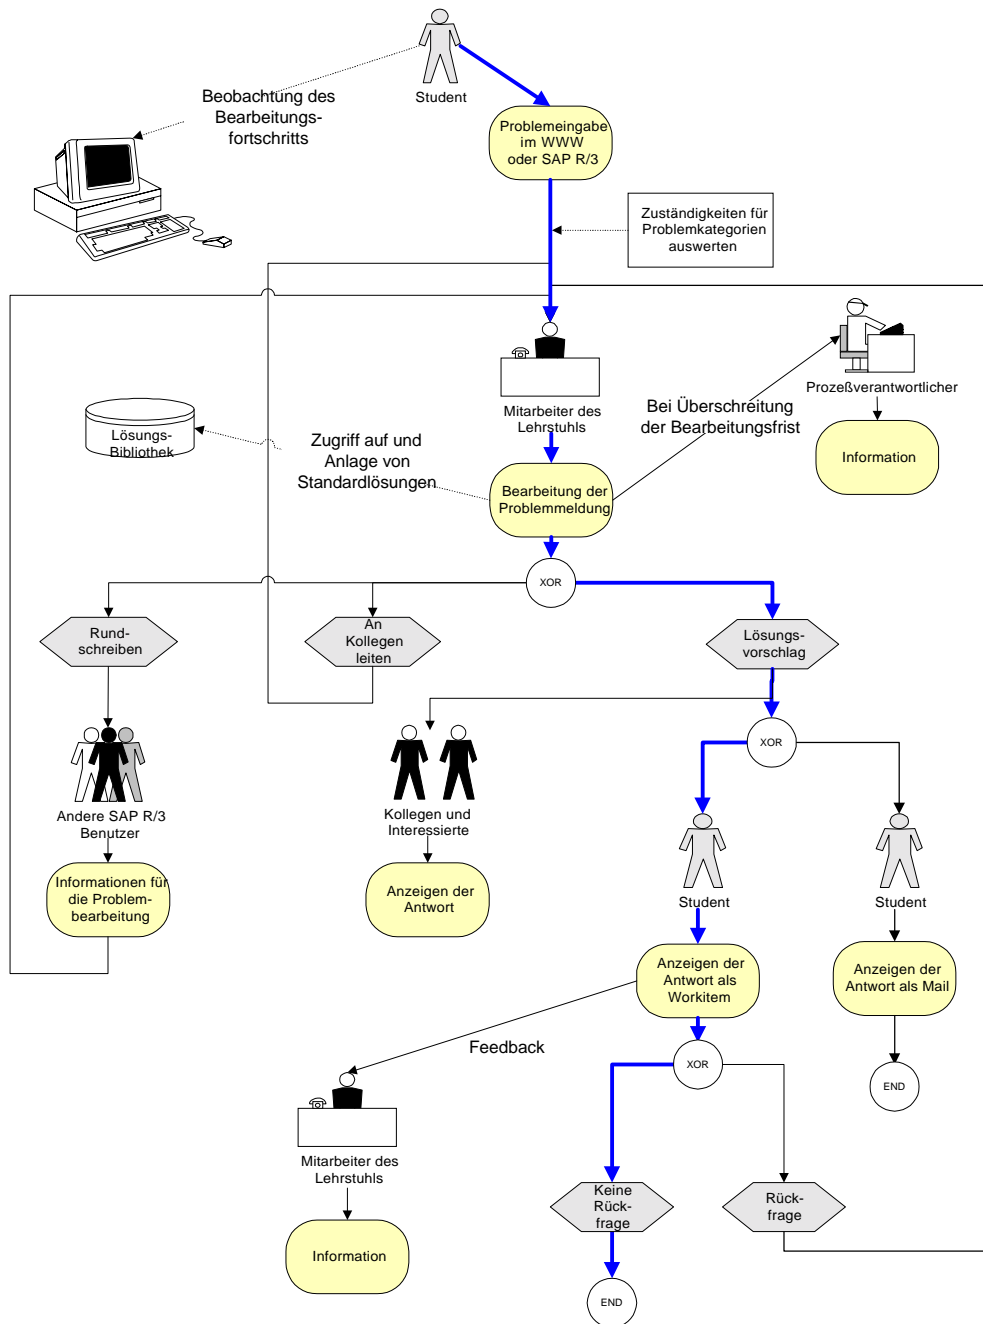 Student
Beobachtung des
Bearbeitungs-
fortschritts
Problemeingabe
im WWW
oder SAP R/3
Zuständigkeiten für
Problemkategorien
auswerten
Mitarbeiter des
Lehrstuhls
Prozeßverantwortlicher
Bei Überschreitung
der Bearbeitungsfrist
Information
Lösungs-
Bibliothek
Zugriff auf und
Anlage von
Standardlösungen
Bearbeitung der
Problemmeldung
XOR
Rund-
schreiben
An
Kollegen
leiten
Lösungs-
vorschlag
XOR
Andere SAP R/3
Benutzer
Kollegen und
Interessierte
Informationen für
die Problem-
bearbeitung
Anzeigen der
Antwort
Student
Student
Anzeigen der
Antwort als
Workitem
Anzeigen der
Antwort als Mail
Feedback
XOR
END
Mitarbeiter des
Lehrstuhls
Keine
Rück-
frage
Rück-
frage
Information
END